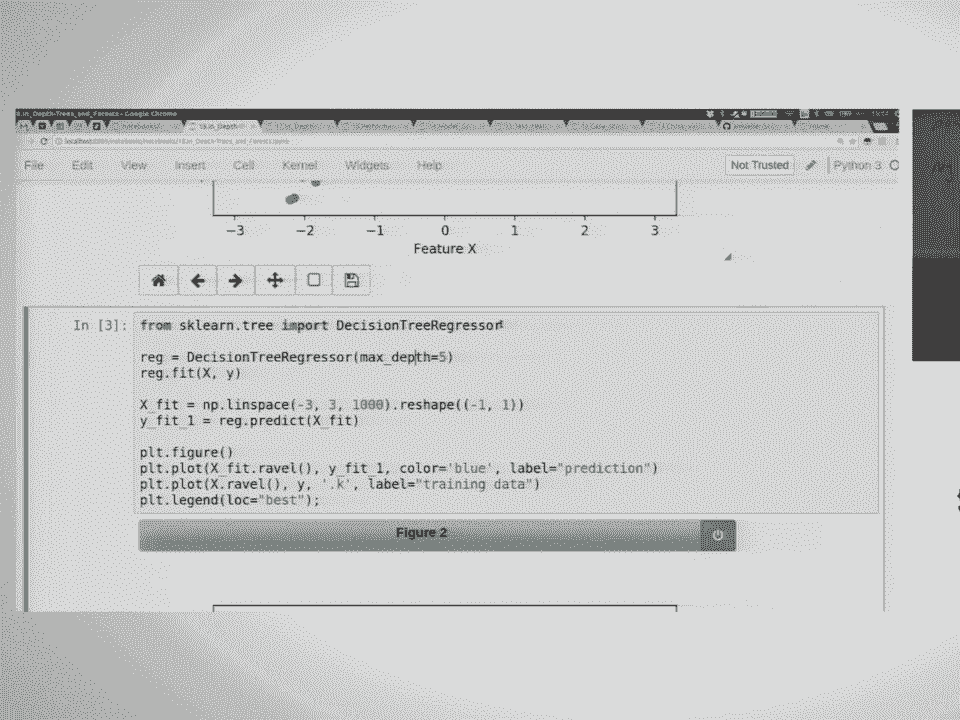 File Edit View Insert Cell Kernel Widgets Help Not Trusted Python 3
−3 −2 −1 0 1 2 3
Feature X
In [3]: from sklearn.tree import DecisionTreeRegressor
reg = DecisionTreeRegressor(max_depth=5)
reg.fit(X, y)
X_fit = np.linspace(-3, 3, 1000).reshape((-1, 1))
y_fit_1 = reg.predict(X_fit)
plt.figure()
plt.plot(X_fit.ravel(), y_fit_1, color='blue', label="prediction")
plt.plot(X.ravel(), y, '.k', label="training data")
plt.legend(loc="best");
Figure 2